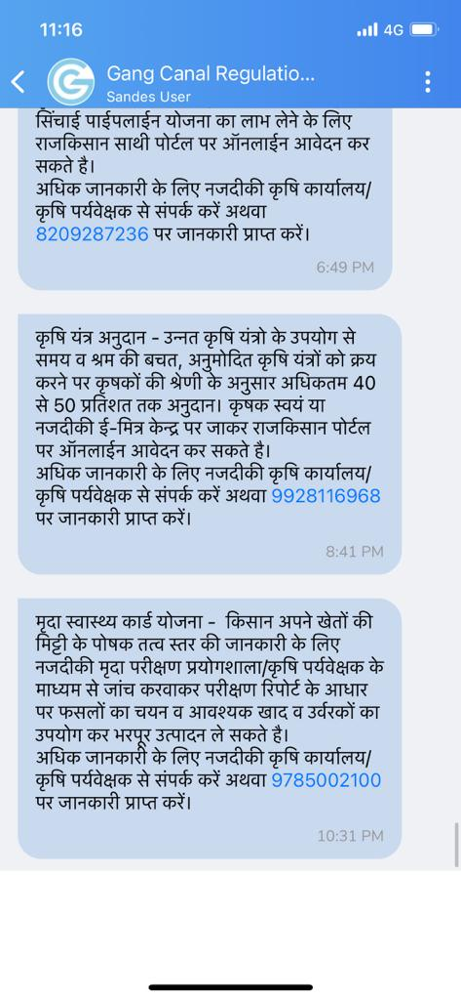 11:16
4G
Gang Canal Regulatio...
Sandes User
सिंचाई पाईपलाईन योजना का लाभ लेने के लिए
राजकिसान साथी पोर्टल पर ऑनलाईन आवेदन कर
सकते है।
अधिक जानकारी के लिए नजदीकी कृषि कार्यालय/
कृषि पर्यवेक्षक से संपर्क करें अथवा
8209287236 पर जानकारी प्राप्त करें।
6:49 PM
कृषि यंत्र अनुदान - उन्नत कृषि यंत्रो के उपयोग से
समय व श्रम की बचत, अनुमोदित कृषि यंत्रों को क्रय
करने पर कृषकों की श्रेणी के अनुसार अधिकतम 40
से 50 प्रतिशत तक अनुदान। कृषक स्वयं या
नजदीकी ई-मित्र केन्द्र पर जाकर राजकिसान पोर्टल
पर ऑनलाईन आवेदन कर सकते है।
अधिक जानकारी के लिए नजदीकी कृषि कार्यालय/
कृषि पर्यवेक्षक से संपर्क करें अथवा 9928116968
पर जानकारी प्राप्त करें।
8:41 PM
मृदा स्वास्थ्य कार्ड योजना -  किसान अपने खेतों की
मिट्टी के पोषक तत्व स्तर की जानकारी के लिए
नजदीकी मृदा परीक्षण प्रयोगशाला/कृषि पर्यवेक्षक के
माध्यम से जांच करवाकर परीक्षण रिपोर्ट के आधार
पर फसलों का चयन व आवश्यक खाद व उर्वरकों का
उपयोग कर भरपूर उत्पादन ले सकते है।
अधिक जानकारी के लिए नजदीकी कृषि कार्यालय/
कृषि पर्यवेक्षक से संपर्क करें अथवा 9785002100
पर जानकारी प्राप्त करें।
10:31 PM